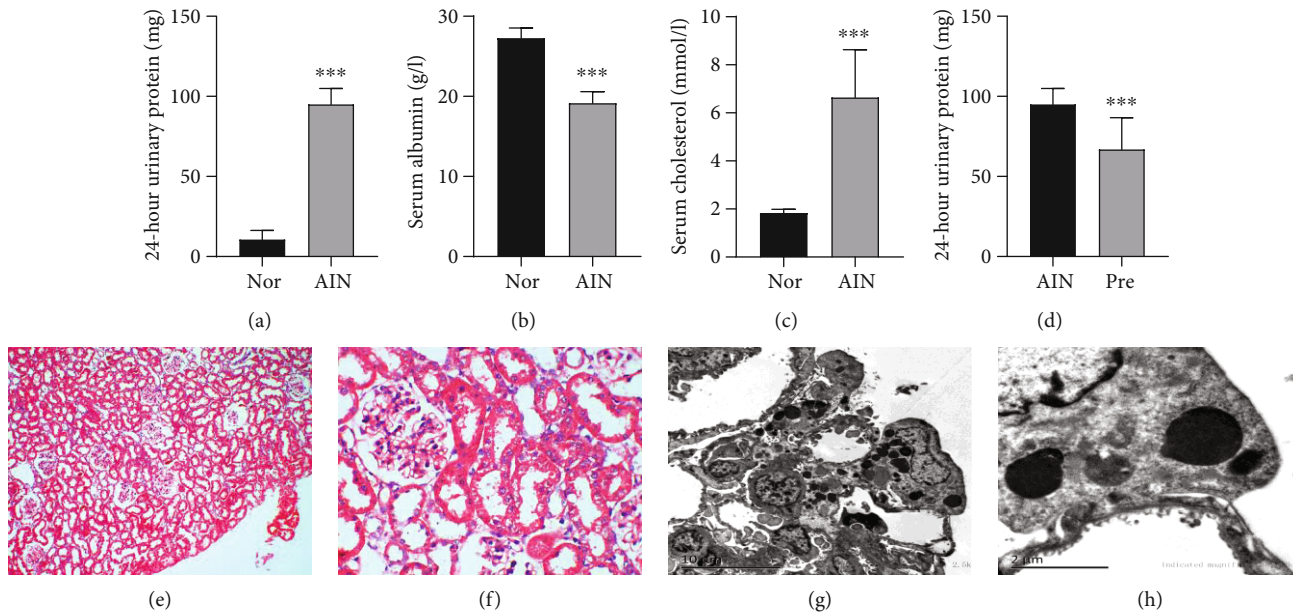 24-hour urinary protein (mg)
150
100
50
0
***
Nor
AIN
(a)
Serum albumin (g/l)
30
20
10
0
***
Nor
AIN
(b)
Serum cholesterol (mmol/l)
10
8
6
4
2
0
***
Nor
AIN
(c)
24-hour urinary protein (mg)
150
100
50
0
***
AIN
Pre
(d)
2.5k
2 μm
(e)
(f)
(g)
(h)